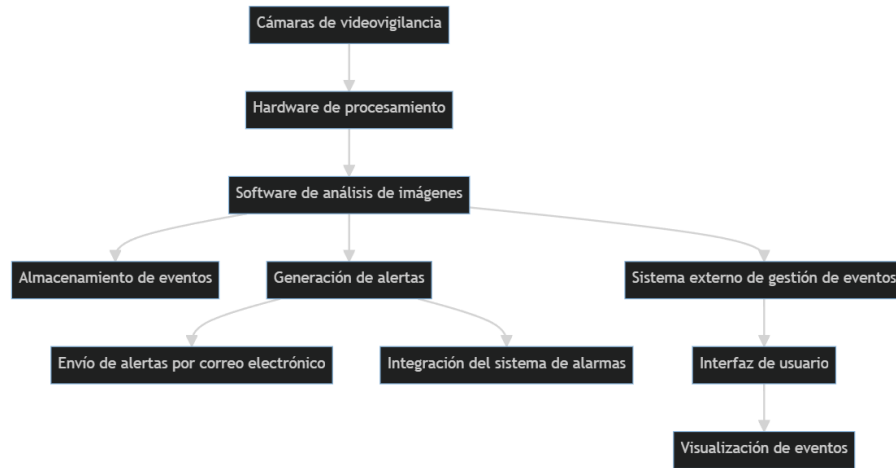 Cámaras de videovigilancia
Hardware de procesamiento
Software de análisis de imágenes
Almacenamiento de eventos
Generación de alertas
Sistema externo de gestión de eventos
Envío de alertas por correo electrónico
Integración del sistema de alarmas
Interfaz de usuario
Visualización de eventos